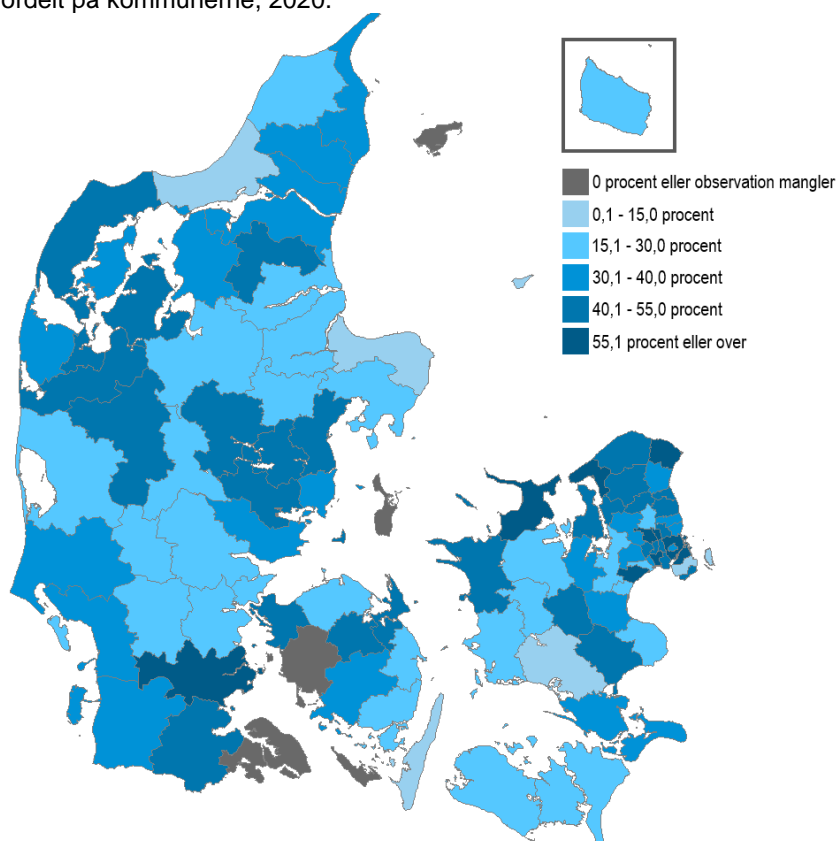 ordelt på kommunerne, 2020.
0 procent eller observation mangler
0,1 - 15,0 procent
15,1 - 30,0 procent
30,1 - 40,0 procent
40,1 - 55,0 procent
55,1 procent eller over